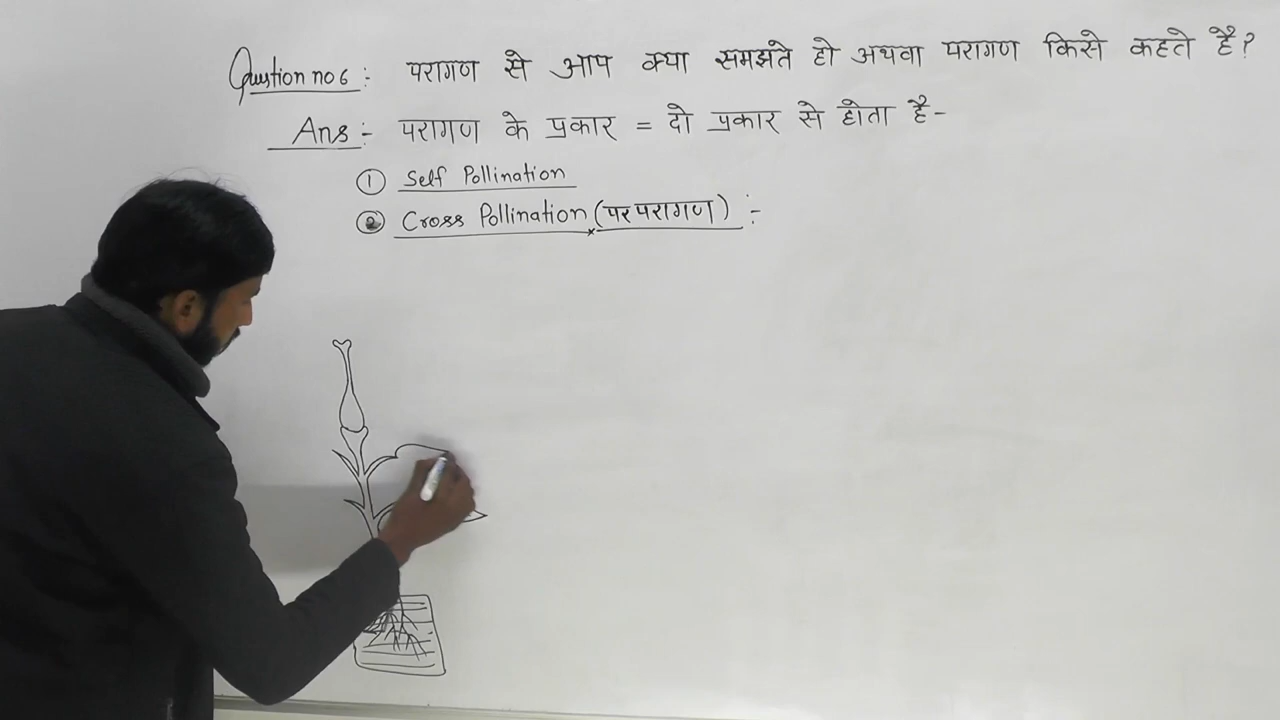 Question no 6 :- परागण से आप क्या समझते हो अथवा परागण किसे कहते है?
Ans :- परागण के प्रकार = दो प्रकार से होता है-
① Self Pollination
② Cross Pollination (परपरागण) :-